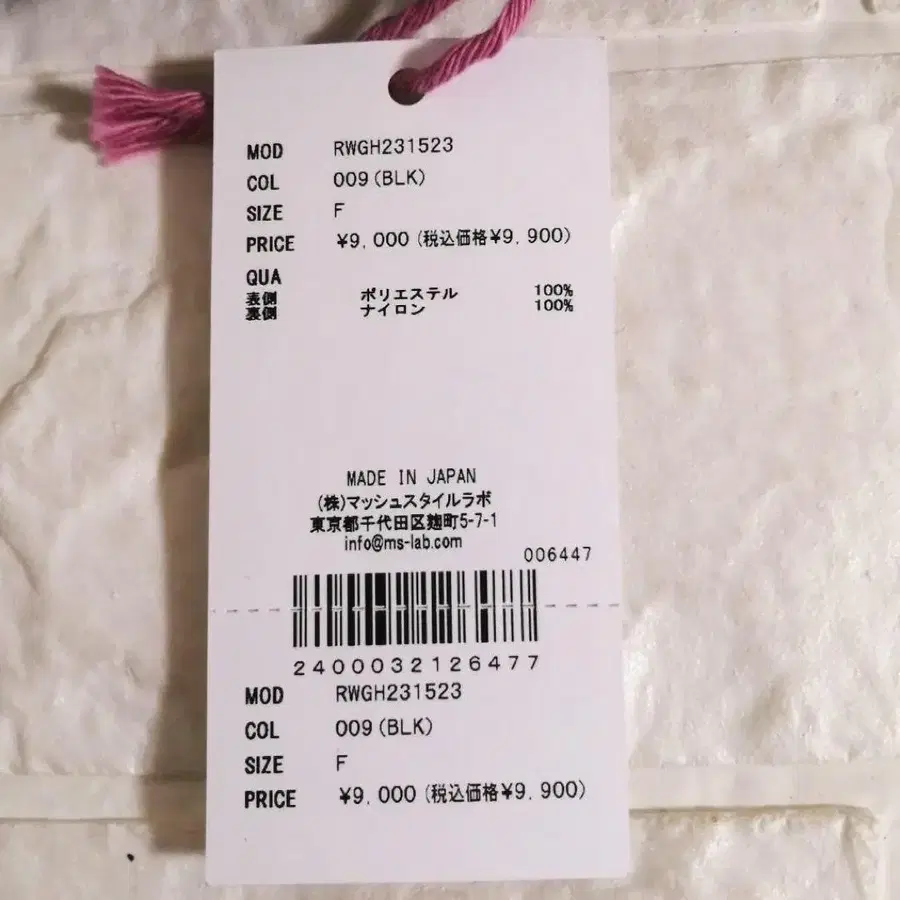 MOD RWGH231523
COL 009(BLK)
SIZE F
PRICE ¥9,000(税込価格¥9,900)
QUA
表側 ポリエステル 100%
裏側 ナイロン 100%
MADE IN JAPAN
(株)マッシュスタイルラボ
東京都千代田区麹町5-7-1
info@ms-lab.com
006447
2400032126477
MOD RWGH231523
COL 009(BLK)
SIZE F
PRICE ¥9,000(税込価格¥9,900)